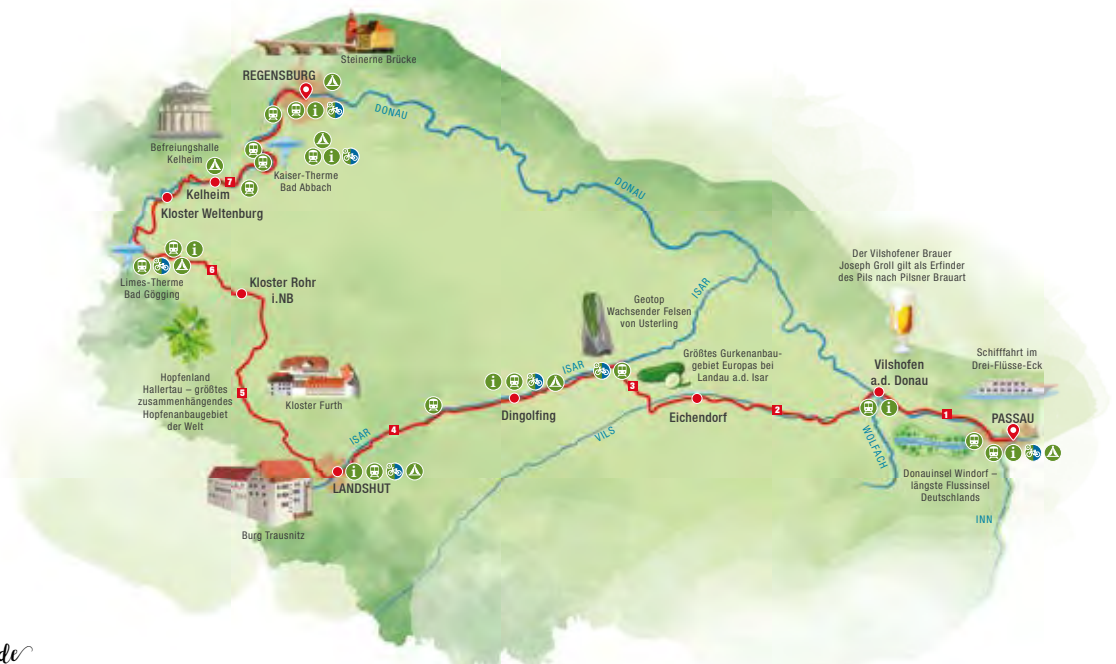 Steinerne Brücke
REGENSBURG
DONAU
Befreiungshalle
Kelheim
Kaiser-Therme
Bad Abbach
7
Kelheim
Kloster Weltenburg
DONAU
Limes-Therme
Bad Gögging
6
Kloster Rohr
i.NB
Hopfenland
Hallertau – größtes
zusammenhängendes
Hopfenanbaugebiet
der Welt
5
Kloster Furth
ISAR
4
LANDSHUT
Burg Trausnitz
Dingolfing
ISAR
Geotop
Wachsender Felsen
von Usterling
ISAR
3
Größtes Gurkenanbau-
gebiet Europas bei
Landau a.d. Isar
Eichendorf
VILS
2
Der Vilshofener Brauer
Joseph Groll gilt als Erfinder
des Pils nach Pilsner Brauart
Vilshofen
a.d. Donau
WOLFACH
1
Schifffahrt im
Drei-Flüsse-Eck
PASSAU
Donauinsel Windorf –
längste Flussinsel
Deutschlands
INN
de